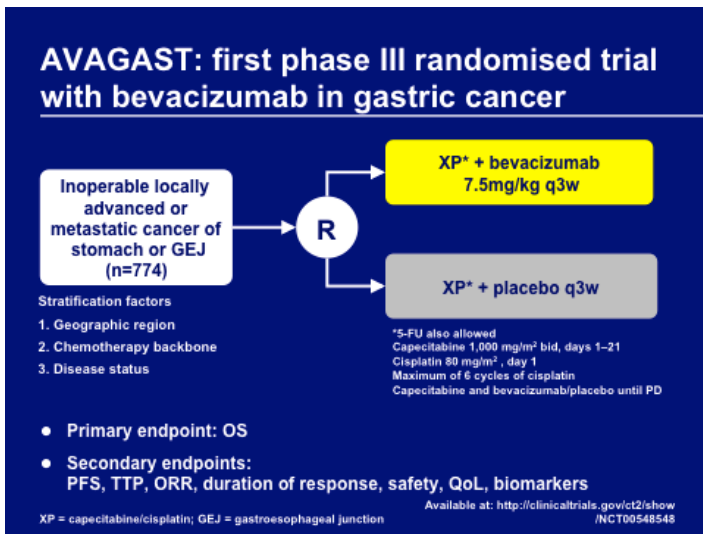 AVAGAST: first phase III randomised trial
with bevacizumab in gastric cancer
Inoperable locally
advanced or
metastatic cancer of
stomach or GEJ
(n=774)
R
XP* + bevacizumab
7.5mg/kg q3w
XP* + placebo q3w
Stratification factors
1. Geographic region
2. Chemotherapy backbone
3. Disease status
*5-FU also allowed
Capecitabine 1,000 mg/m² bid, days 1–21
Cisplatin 80 mg/m² , day 1
Maximum of 6 cycles of cisplatin
Capecitabine and bevacizumab/placebo until PD
● Primary endpoint: OS
● Secondary endpoints:
PFS, TTP, ORR, duration of response, safety, QoL, biomarkers
Available at: http://clinicaltrials.gov/ct2/show
/NCT00548548
XP = capecitabine/cisplatin; GEJ = gastroesophageal junction